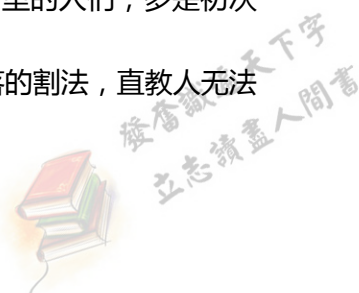 里的人们，多是初次
落的割法，直教人无法
發奮識遍天下字
立志讀盡人間書